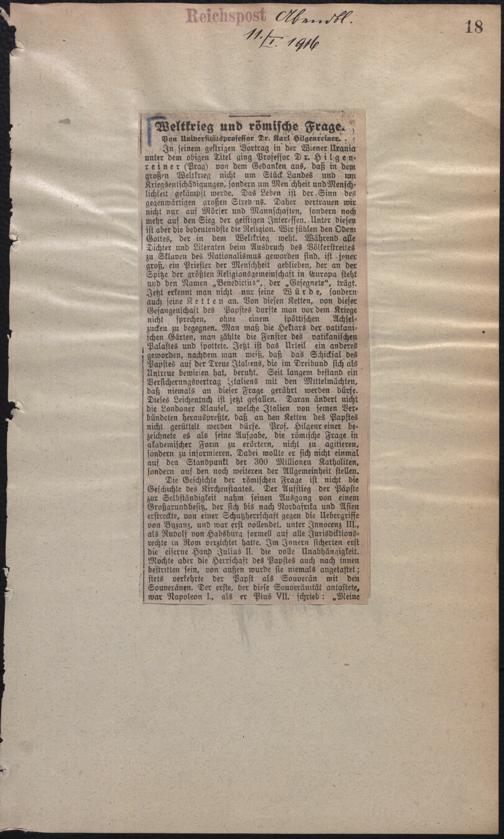 Reichspost Abendbl.
11./I. 1916
18
Weltkrieg und römische Frage.
Von Universitätsprofessor Dr. Karl Hilgenreiner.
In seinem gestrigen Vortrag in der Wiener Urania
unter dem obigen Titel ging Professor Dr. Hilgen-
reiner (Prag) von dem Gedanken aus, daß in dem
großen Weltkrieg nicht um Stück Landes und um
Kriegsentschädigungen, sondern um Menschheit und Mensch-
lichkeit gekämpft werde. Das Leben ist der Sinn des
gegenwärtigen großen Strebens. Daher vertrauen wir
nicht nur auf Mörser und Mannschaften, sondern noch
mehr auf den Sieg der geistigen Interessen. Unter diesen
ist aber die bedeutendste die Religion. Wir fühlen den Odem
Gottes, der in dem Weltkrieg weht. Während alle
Dichter und Literaten beim Ausbruch des Völkerstreites
zu Sklaven des Nationalismus geworden sind, ist jener
groß, ein Priester der Menschheit geblieben, der an der
Spitze der größten Religionsgemeinschaft in Europa steht
und den Namen „Benediktus“, der „Gesegnete“, trägt.
Jetzt erkennt man nicht nur seine Würde, sondern
auch seine Ketten an. Von diesen Ketten, von dieser
Gefangenschaft des Papstes durfte man vor dem Kriege
nicht sprechen, ohne einem spöttischen Achsel-
zucken zu begegnen. Man maß die Hektars der vatikani-
schen Gärten, man zählte die Fenster des vatikanischen
Palastes und spottete. Jetzt ist das Urteil ein anderes
geworden, nachdem man weiß, daß das Schicksal des
Papstes auf der Treue Italiens, die im Dreibund sich als
Untreue bewiesen hat, beruht. Seit langem bestand ein
Versicherungsvertrag Italiens mit den Mittelmächten,
daß niemals an dieser Frage gerührt werden dürfe.
Dieses Leichentuch ist jetzt gefallen. Daran ändert nicht
die Londoner Klausel, welche Italien von seinen Ver-
bündeten herauspreßte, daß an den Ketten des Papstes
nicht gerüttelt werden dürfe. Prof. Hilgenreiner be-
zeichnete es als seine Aufgabe, die römische Frage in
akademischer Form zu erörtern, nicht zu agitieren,
sondern zu informieren. Dabei wolle er sich nicht einmal
auf den Standpunkt der 300 Millionen Katholiken,
sondern auf den noch weiteren der Allgemeinheit stellen.
Die Geschichte der römischen Frage ist nicht die
Geschichte des Kirchenstaates. Der Aufstieg der Päpste
zur Selbständigkeit nahm seinen Ausgang von einem
Großgrundbesitz, der sich bis nach Nordafrika und Asien
erstreckte, von einer Schutzherrschaft gegen die Uebergriffe
von Byzanz, und war erst vollendet, unter Innocenz III.,
als Rudolf von Habsburg formell auf alle Jurisdiktions-
rechte in Rom verzichtet hatte. Im Innern sicherten erst
die eiserne Hand Julius II. die volle Unabhängigkeit.
Mochte aber die Herrschaft des Papstes auch nach innen
bestritten sein, von außen wurde sie niemals angetastet;
stets verkehrte der Papst als Souverän mit den
Souveränen. Der erste, der diese Souveränität antastete,
war Napoleon I., als er Pius VII. schrieb: „Meine